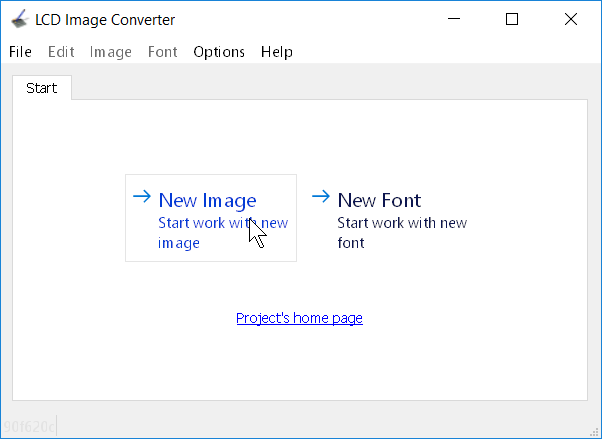 LCD Image Converter
File Edit Image Font Options Help
Start
New Image
Start work with new
image
New Font
Start work with new
font
Project's home page
90f620c